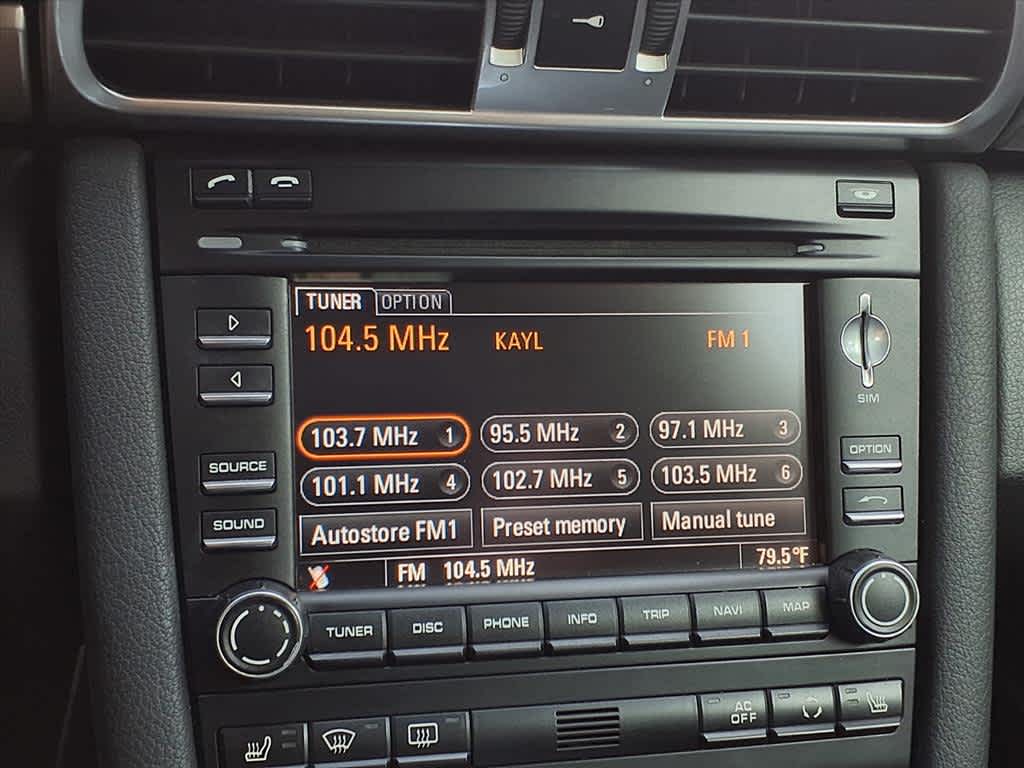 TUNER OPTION
104.5 MHz KAYL FM 1
103.7 MHz 1 95.5 MHz 2 97.1 MHz 3
101.1 MHz 4 102.7 MHz 5 103.5 MHz 6
Autostore FM1 Preset memory Manual tune
FM 104.5 MHz 79.5°F
SOURCE
SOUND
SIM
OPTION
TUNER DISC PHONE INFO TRIP NAVI MAP
AC
OFF